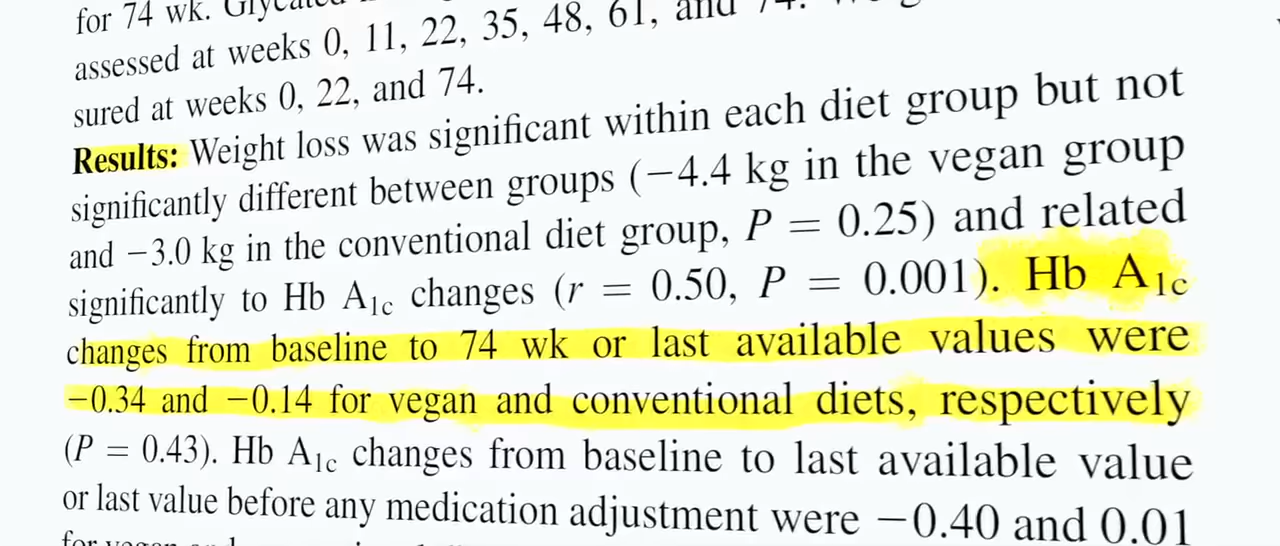 for 74 wk.
assessed at weeks 0, 11, 22, 35, 48, 61, and 74.
sured at weeks 0, 22, and 74.
Results: Weight loss was significant within each diet group but not
significantly different between groups (−4.4 kg in the vegan group
and −3.0 kg in the conventional diet group, P = 0.25) and related
significantly to Hb A1c changes (r = 0.50, P = 0.001). Hb A1c
changes from baseline to 74 wk or last available values were
−0.34 and −0.14 for vegan and conventional diets, respectively
(P = 0.43). Hb A1c changes from baseline to last available value
or last value before any medication adjustment were −0.40 and 0.01
for vegan and